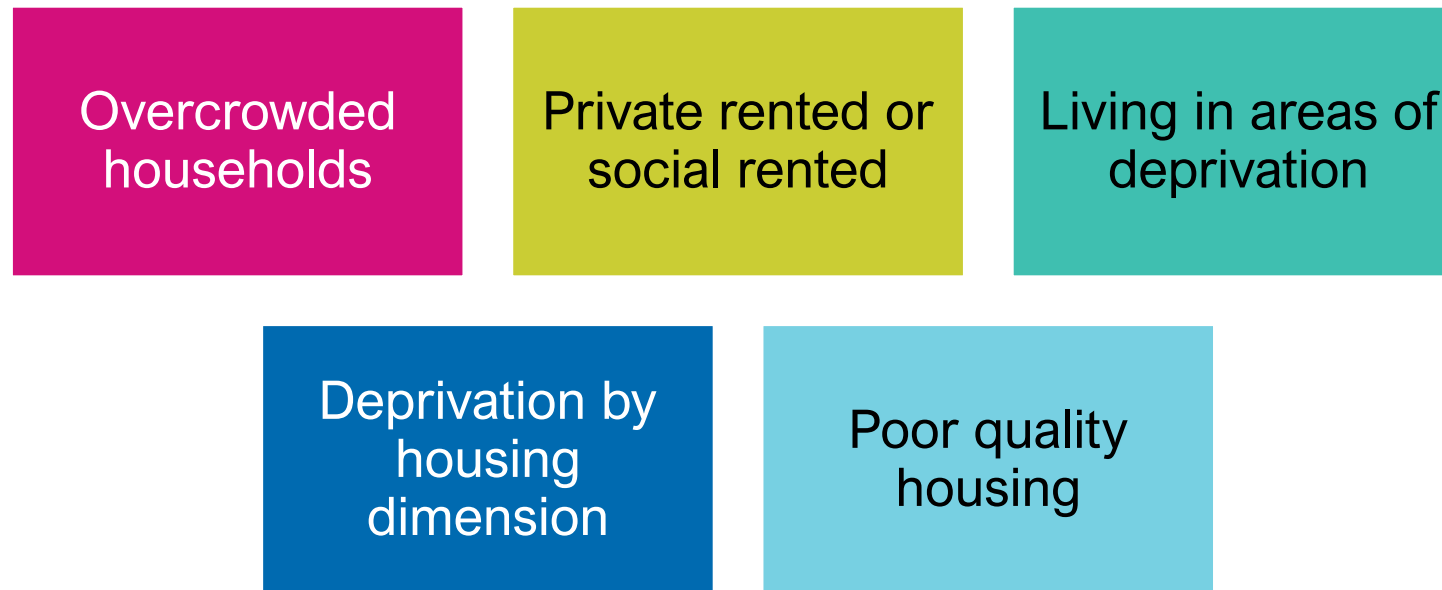 Overcrowded
households
Private rented or
social rented
Living in areas of
deprivation
Deprivation by
housing
dimension
Poor quality
housing